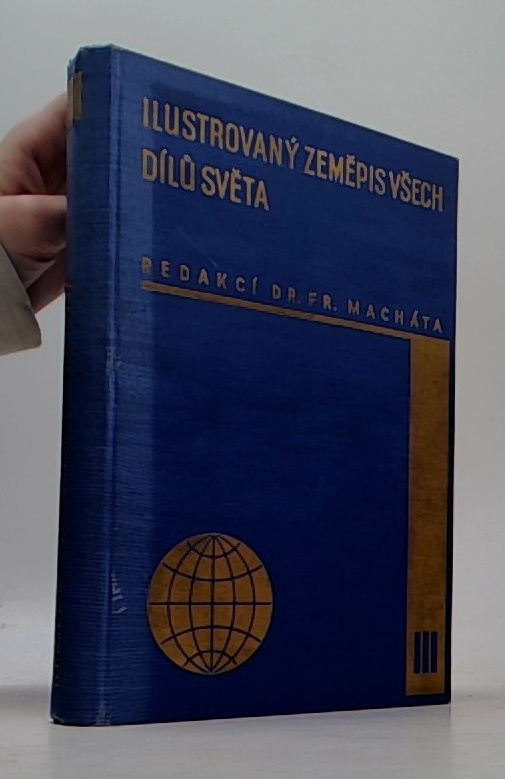 ILUSTROVANÝ ZEMĚPIS VŠECH
DÍLŮ SVĚTA
REDAKCÍ DR. FR. MACHÁTA
III